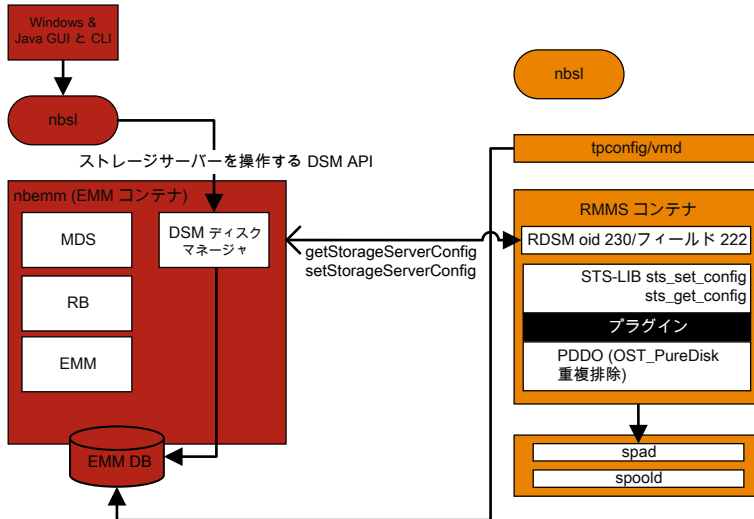 Windows &
Java GUI と CLI
nbsl
nbsl
ストレージサーバーを操作する DSM API
tpconfig/vmd
nbemm (EMM コンテナ)
MDS
RB
EMM
DSM ディスク
マネージャ
getStorageServerConfig
setStorageServerConfig
RMMS コンテナ
RDSM oid 230/フィールド 222
STS-LIB sts_set_config
sts_get_config
プラグイン
PDDO (OST_PureDisk
重複排除)
EMM DB
spad
spoold